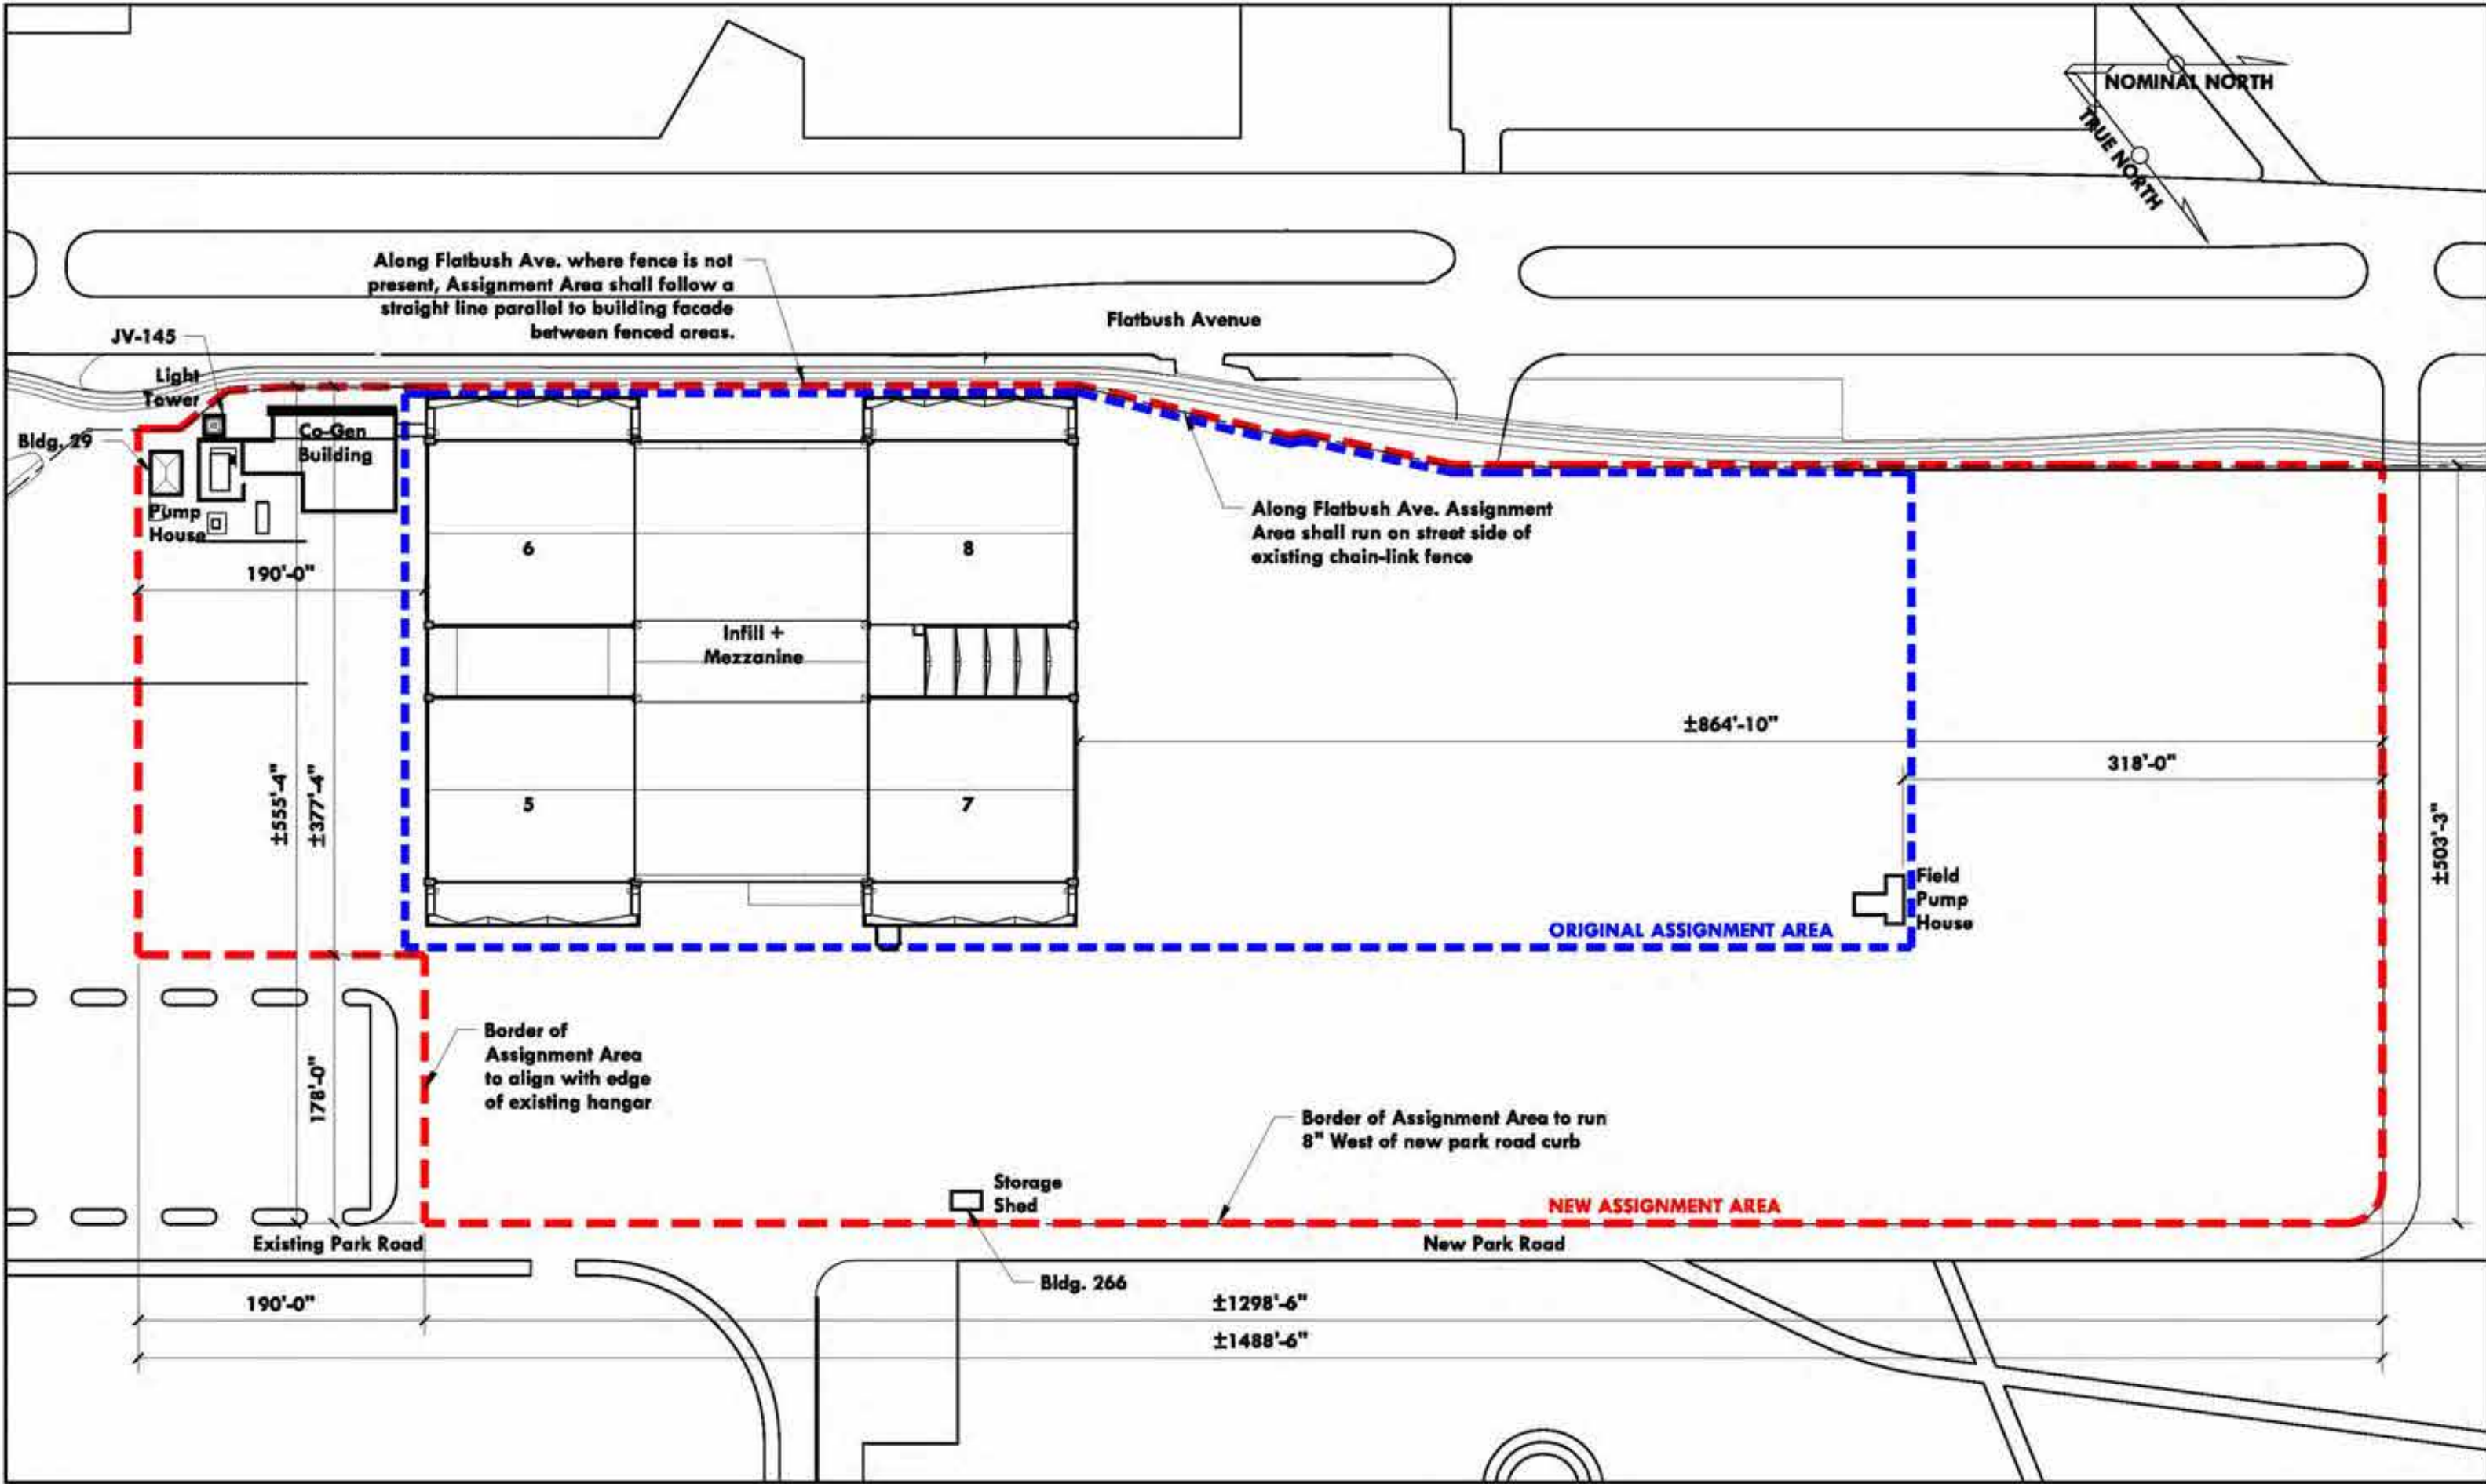 NOMINAL NORTH
TRUE NORTH
Along Flatbush Ave. where fence is not
present, Assignment Area shall follow a
straight line parallel to building facade
between fenced areas.
Flatbush Avenue
JV-145
Light
Tower
Bldg. 29
Co-Gen
Building
Pump
House
190'-0"
6
8
Along Flatbush Ave. Assignment
Area shall run on street side of
existing chain-link fence
Infill +
Mezzanine
±864'-10"
318'-0"
±555'-4"
±377'-4"
5
7
±503'-3"
Field
Pump
House
ORIGINAL ASSIGNMENT AREA
Border of
Assignment Area
to align with edge
of existing hangar
178'-0"
Border of Assignment Area to run
8" West of new park road curb
Storage
Shed
NEW ASSIGNMENT AREA
Existing Park Road
New Park Road
Bldg. 266
190'-0"
±1298'-6"
±1488'-6"